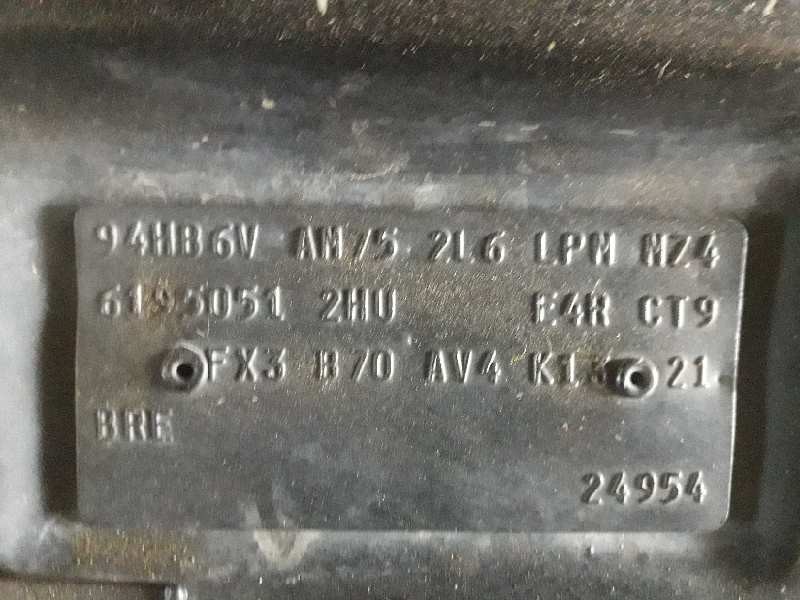 94HB6V AM75 2L6 LPM MZ4
6195051 2HU E4R CT9
FX3 B70 AV4 21
BRE
24954